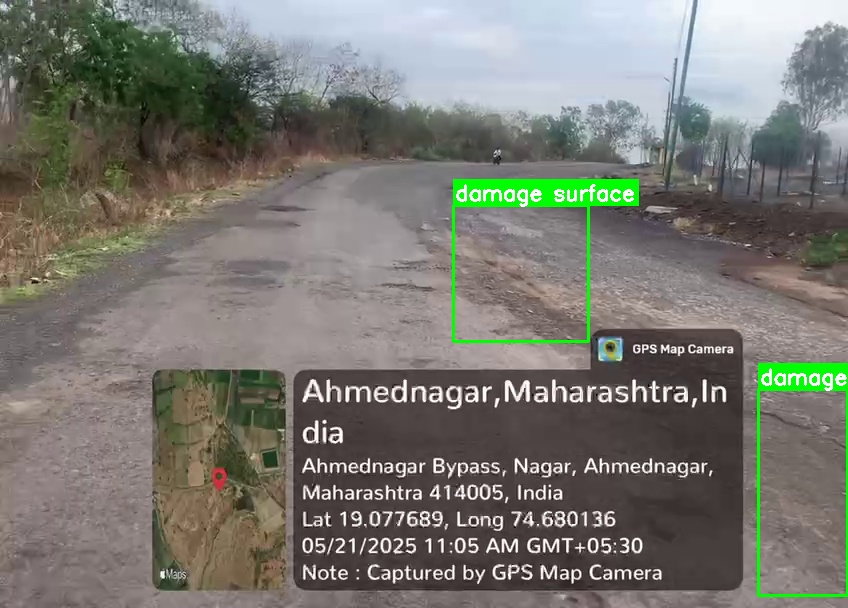 damage surface
GPS Map Camera
damage
Ahmednagar,Maharashtra,In
dia
Ahmednagar Bypass, Nagar, Ahmednagar,
Maharashtra 414005, India
Lat 19.077689, Long 74.680136
05/21/2025 11:05 AM GMT+05:30
Note : Captured by GPS Map Camera
Maps